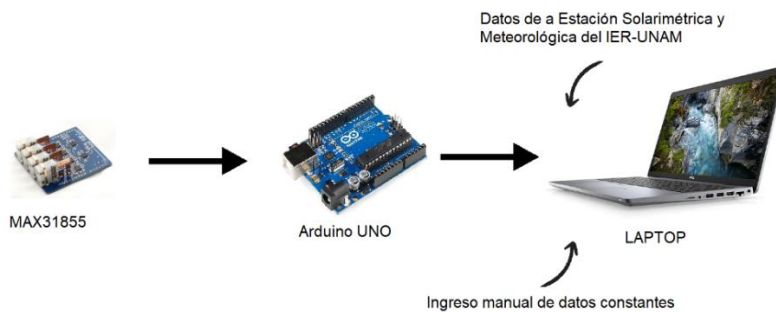 Datos de a Estación Solarimétrica y
Meteorológica del IER-UNAM
MAX31855
Arduino UNO
LAPTOP
Ingreso manual de datos constantes